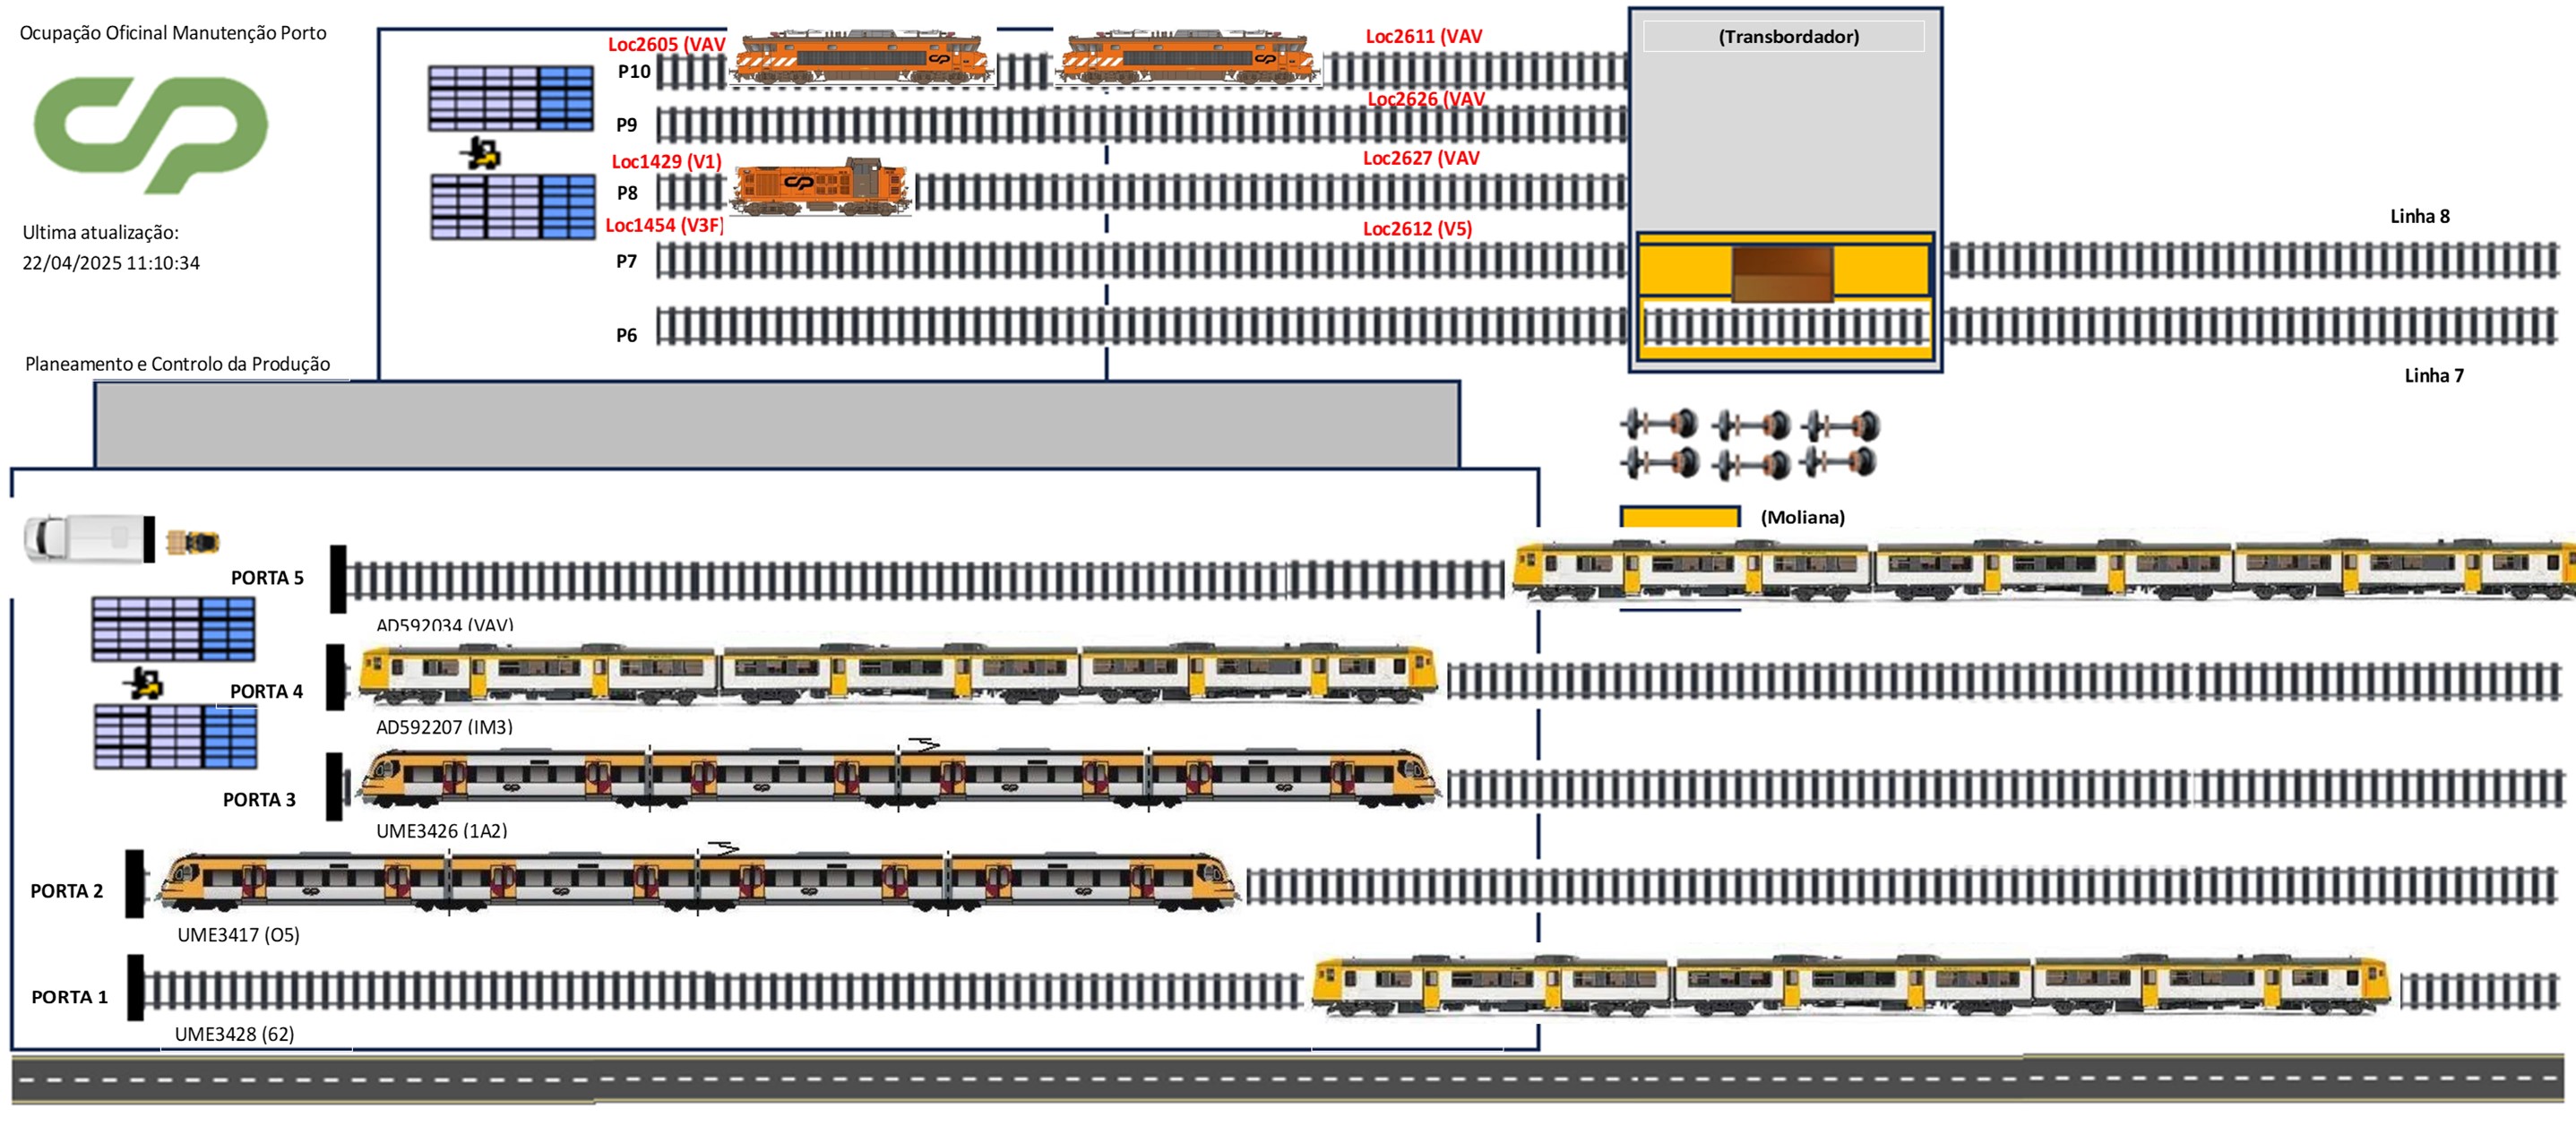 Ocupação Oficinal Manutenção Porto
Ultima atualização:
22/04/2025 11:10:34
Planeamento e Controlo da Produção
Loc2605 (VAV
Loc2611 (VAV
(Transbordador)
P10
Loc2626 (VAV
P9
Loc1429 (V1)
Loc2627 (VAV
P8
Loc1454 (V3F)
Loc2612 (V5)
Linha 8
P7
P6
Linha 7
(Moliana)
PORTA 5
AD592034 (VAV)
PORTA 4
AD592207 (IM3)
PORTA 3
UME3426 (1A2)
PORTA 2
UME3417 (O5)
PORTA 1
UME3428 (62)